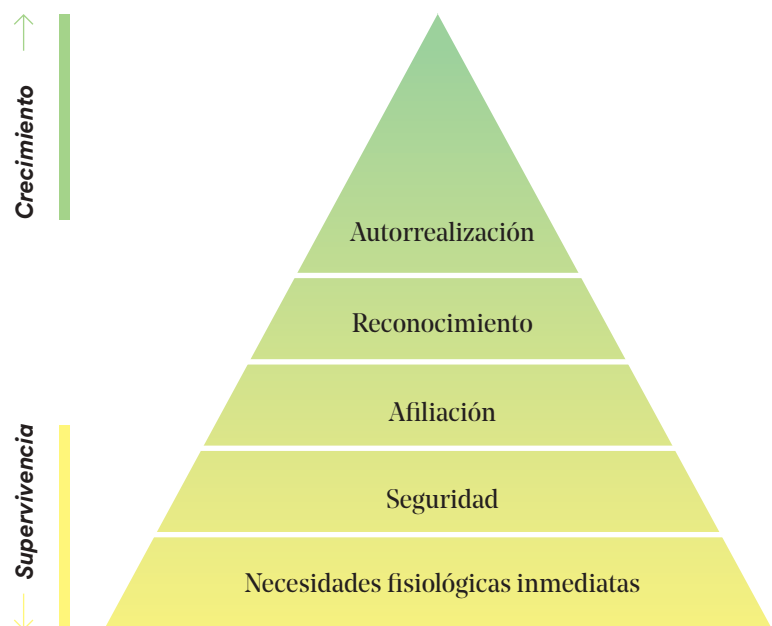 Crecimiento
Autorrealización
Reconocimiento
Afiliación
Supervivencia
Seguridad
Necesidades fisiológicas inmediatas